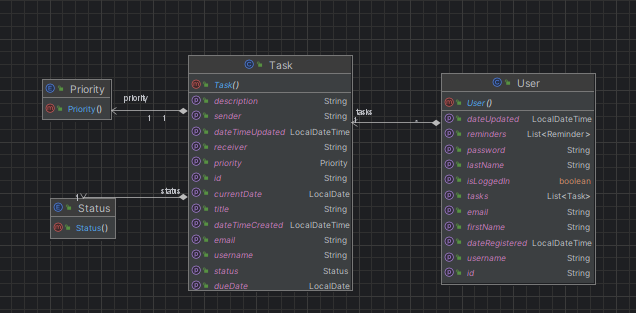 Priority
Priority()
priority
1 1
Status
Status()
status
1
Task
Task()
description String
sender String
dateTimeUpdated LocalDateTime
receiver String
priority Priority
id String
currentDate LocalDate
title String
dateTimeCreated LocalDateTime
email String
username String
status Status
dueDate LocalDate
tasks
*
User
User()
dateUpdated LocalDateTime
reminders List<Reminder>
password String
lastName String
isLoggedIn boolean
tasks List<Task>
email String
firstName String
dateRegistered LocalDateTime
username String
id String